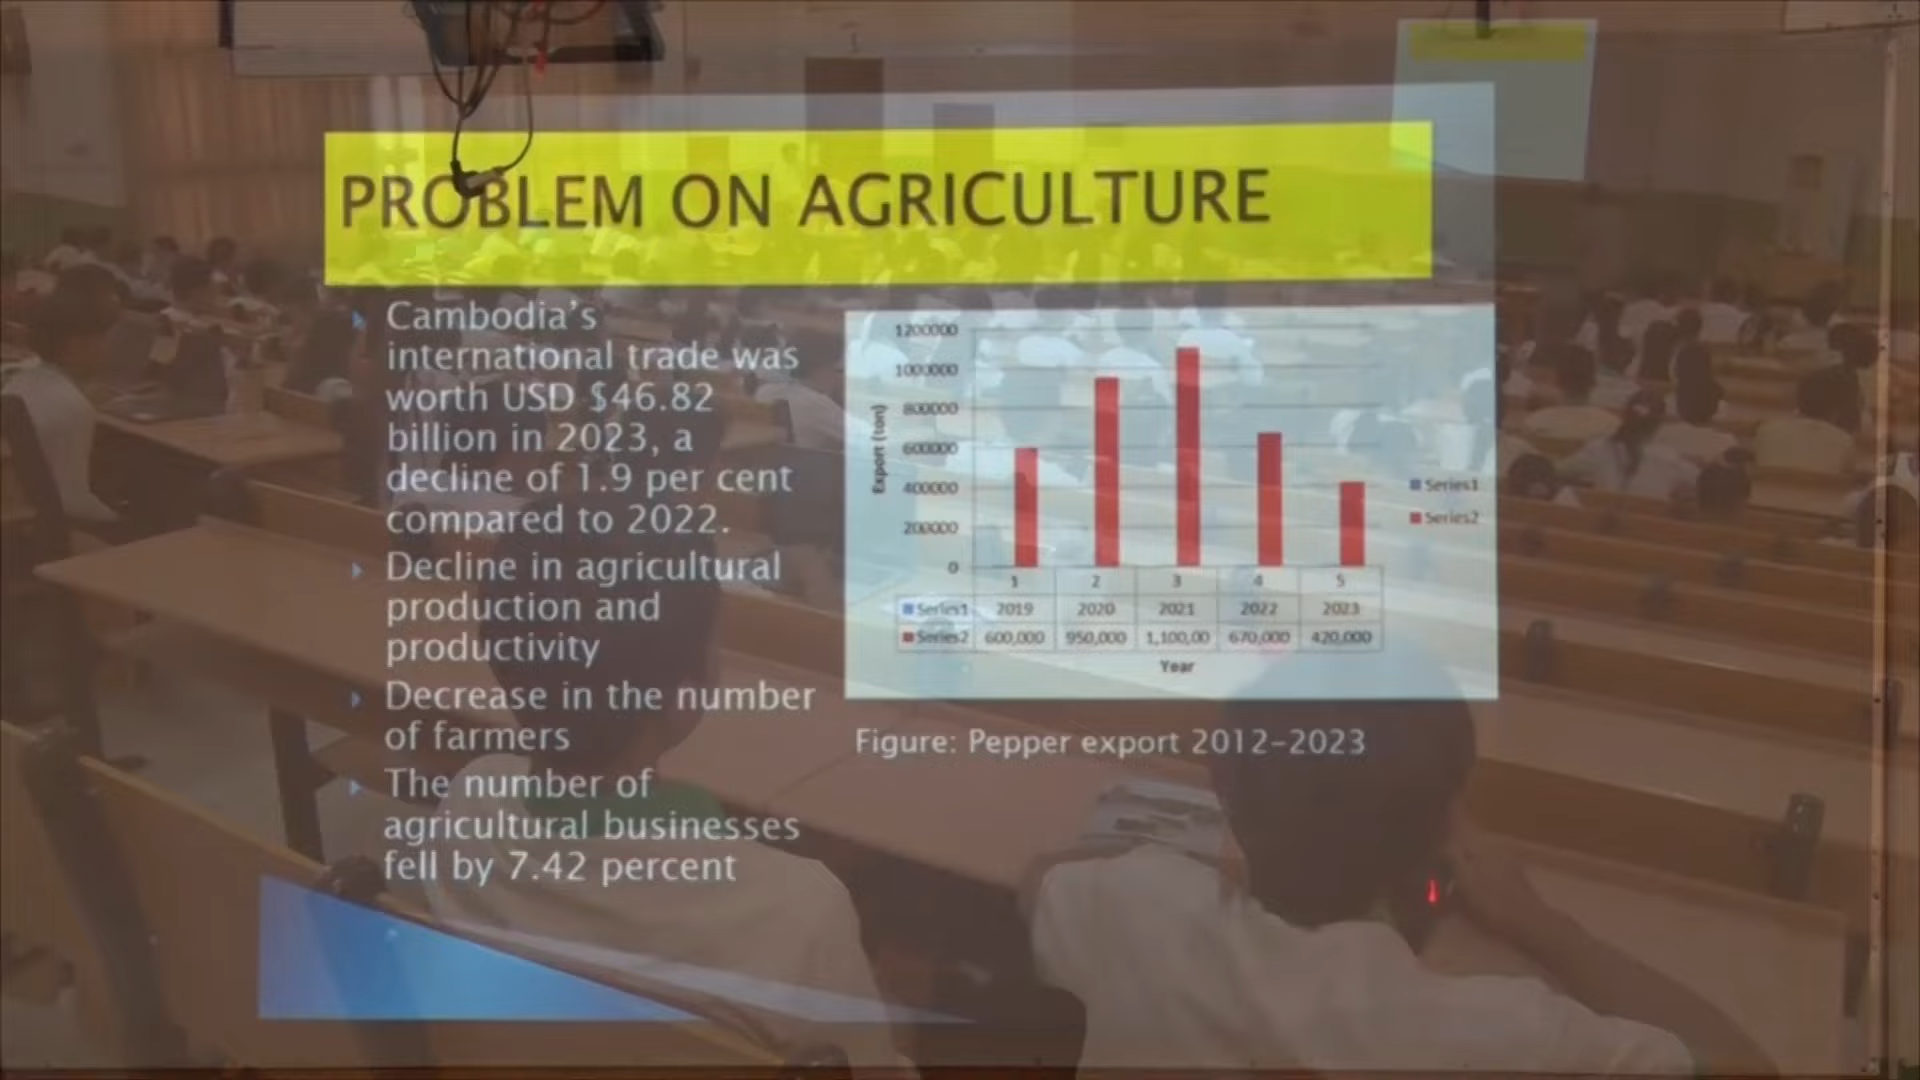 PROBLEM ON AGRICULTURE
Cambodia's
international trade was
worth USD $46.82
billion in 2023, a
decline of 1.9 per cent
compared to 2022.
Decline in agricultural
production and
productivity
Decrease in the number
of farmers
The number of
agricultural businesses
fell by 7.42 percent
1200000
1000000
800000
600000
400000
200000
0
Export (ton)
1 2 3 4 5
Series1 2019 2020 2021 2022 2023
Series2 600,000 950,000 1,100,00 670,000 420,000
Year
Series1
Series2
Figure: Pepper export 2012-2023